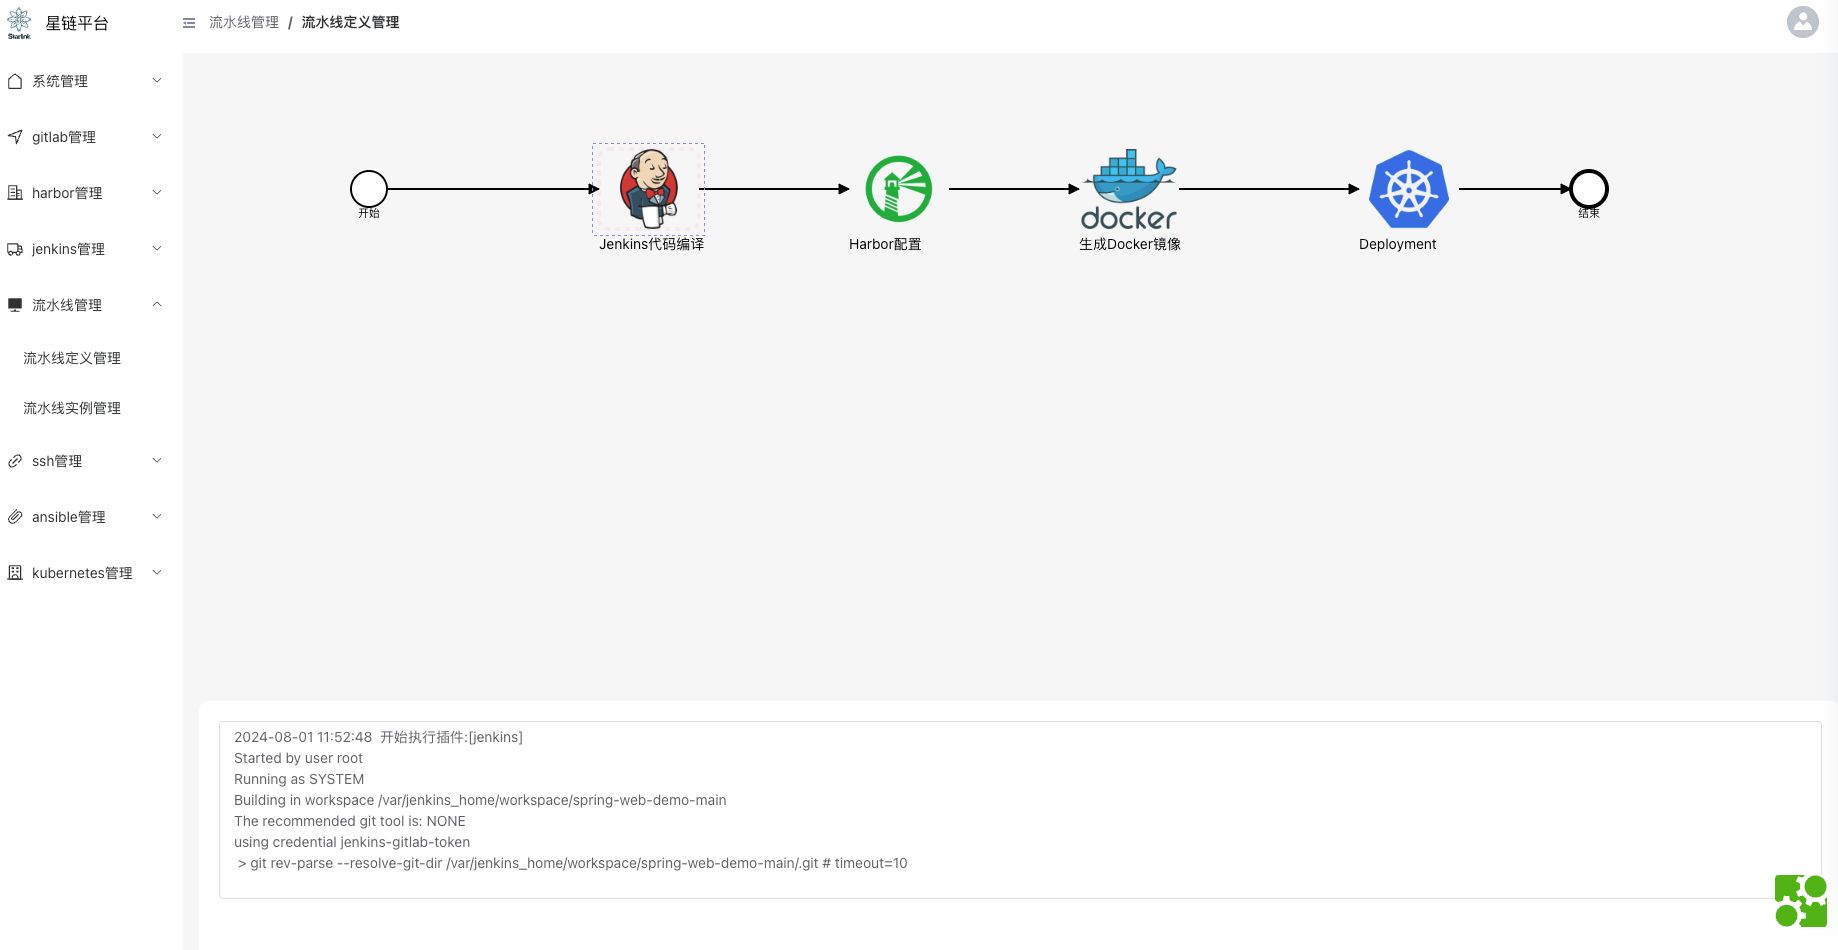 Starlink
星链平台
流水线管理 / 流水线定义管理
系统管理
gitlab管理
harbor管理
jenkins管理
流水线管理
流水线定义管理
流水线实例管理
ssh管理
ansible管理
kubernetes管理
开始
Jenkins代码编译
Harbor配置
docker
生成Docker镜像
Deployment
结束
2024-08-01 11:52:48  开始执行插件:[jenkins]
Started by user root
Running as SYSTEM
Building in workspace /var/jenkins_home/workspace/spring-web-demo-main
The recommended git tool is: NONE
using credential jenkins-gitlab-token
 > git rev-parse --resolve-git-dir /var/jenkins_home/workspace/spring-web-demo-main/.git # timeout=10